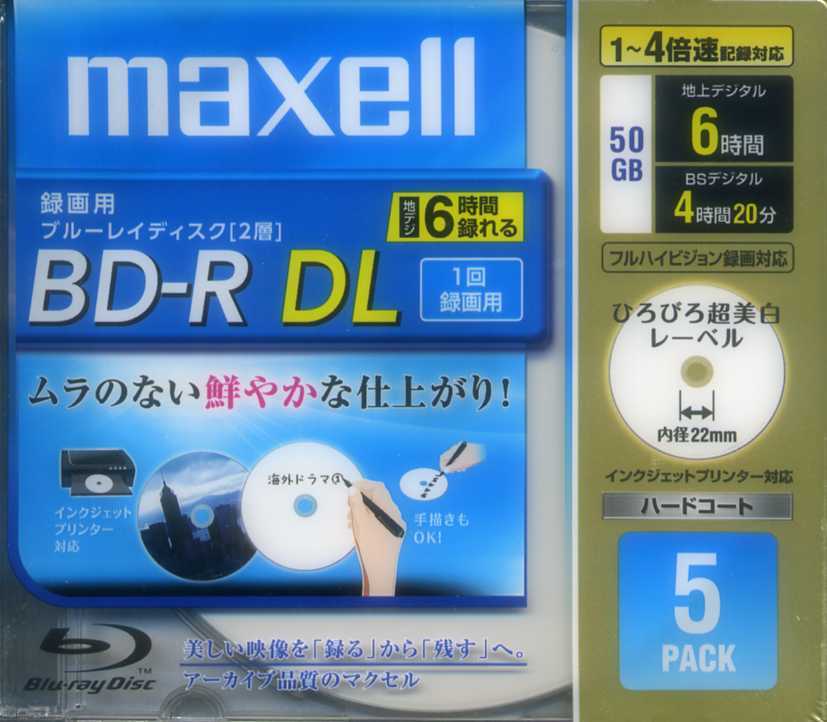 maxell
録画用
ブルーレイディスク[2層]
地デジ 6時間録れる
BD-R DL
1回
録画用
ムラのない鮮やかな仕上がり!
インクジェット
プリンター
対応
海外ドラマ①
手描きも
OK!
Blu-ray Disc™
美しい映像を「録る」から「残す」へ。
アーカイブ品質のマクセル
1~4倍速記録対応
50
GB
地上デジタル
6時間
BSデジタル
4時間20分
フルハイビジョン録画対応
ひろびろ超美白
レーベル
内径22mm
インクジェットプリンター対応
ハードコート
5
PACK